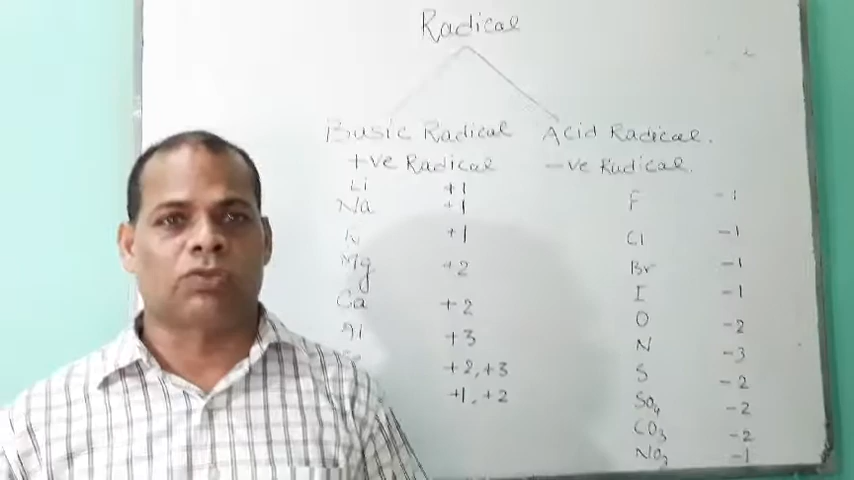 Radical
Basic Radical Acid Radical.
+ve Radical -ve Radical.
Li +1 F -1
Na +1
K +1 Cl -1
Mg +2 Br -1
I -1
Ca +2 O -2
+3 N -3
+2,+3 S -2
+1,+2 SO4 -2
CO3 -2
NO3 -1